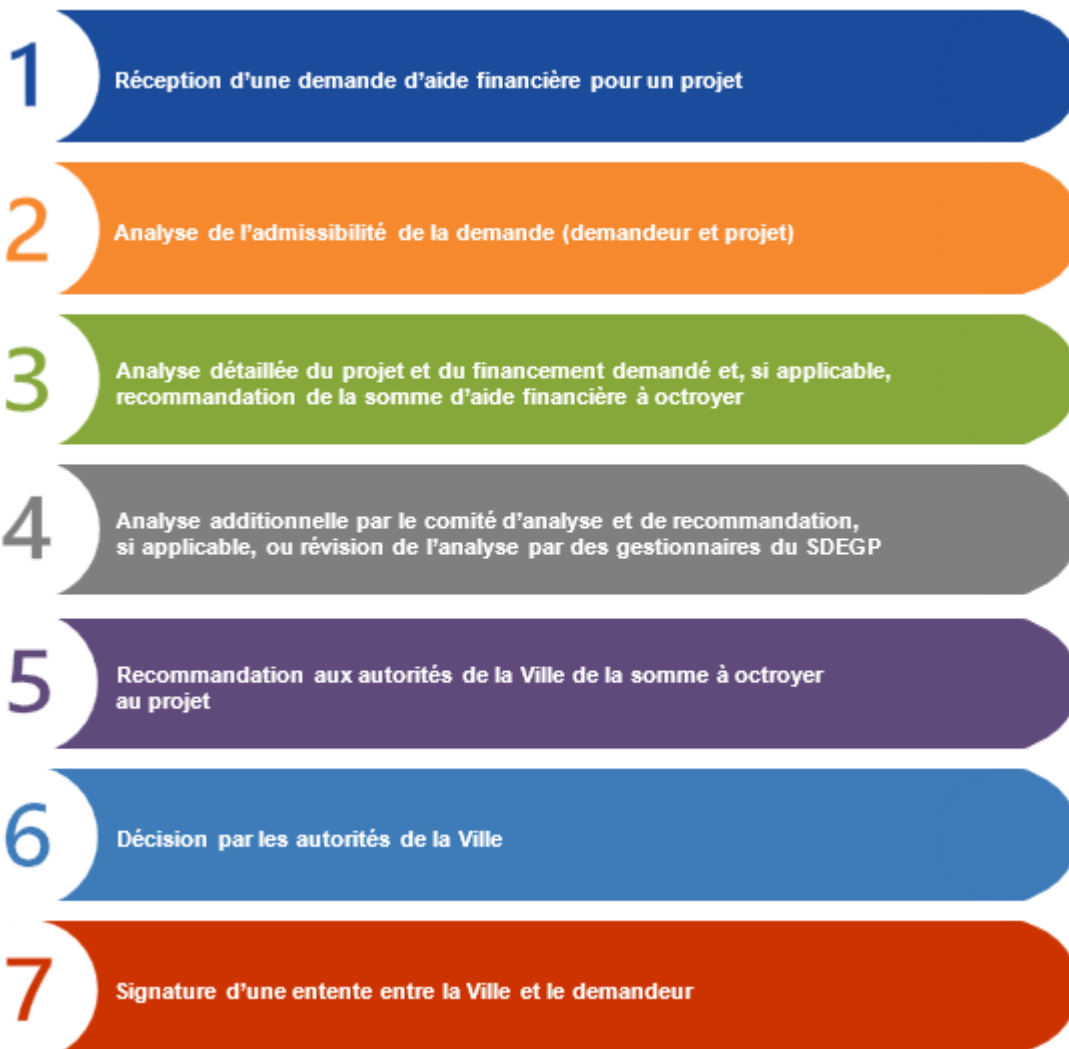 1
Réception d’une demande d’aide financière pour un projet
2
Analyse de l’admissibilité de la demande (demandeur et projet)
3
Analyse détaillée du projet et du financement demandé et, si applicable,
recommandation de la somme d’aide financière à octroyer
4
Analyse additionnelle par le comité d’analyse et de recommandation,
si applicable, ou révision de l’analyse par des gestionnaires du SDEGP
5
Recommandation aux autorités de la Ville de la somme à octroyer
au projet
6
Décision par les autorités de la Ville
7
Signature d’une entente entre la Ville et le demandeur